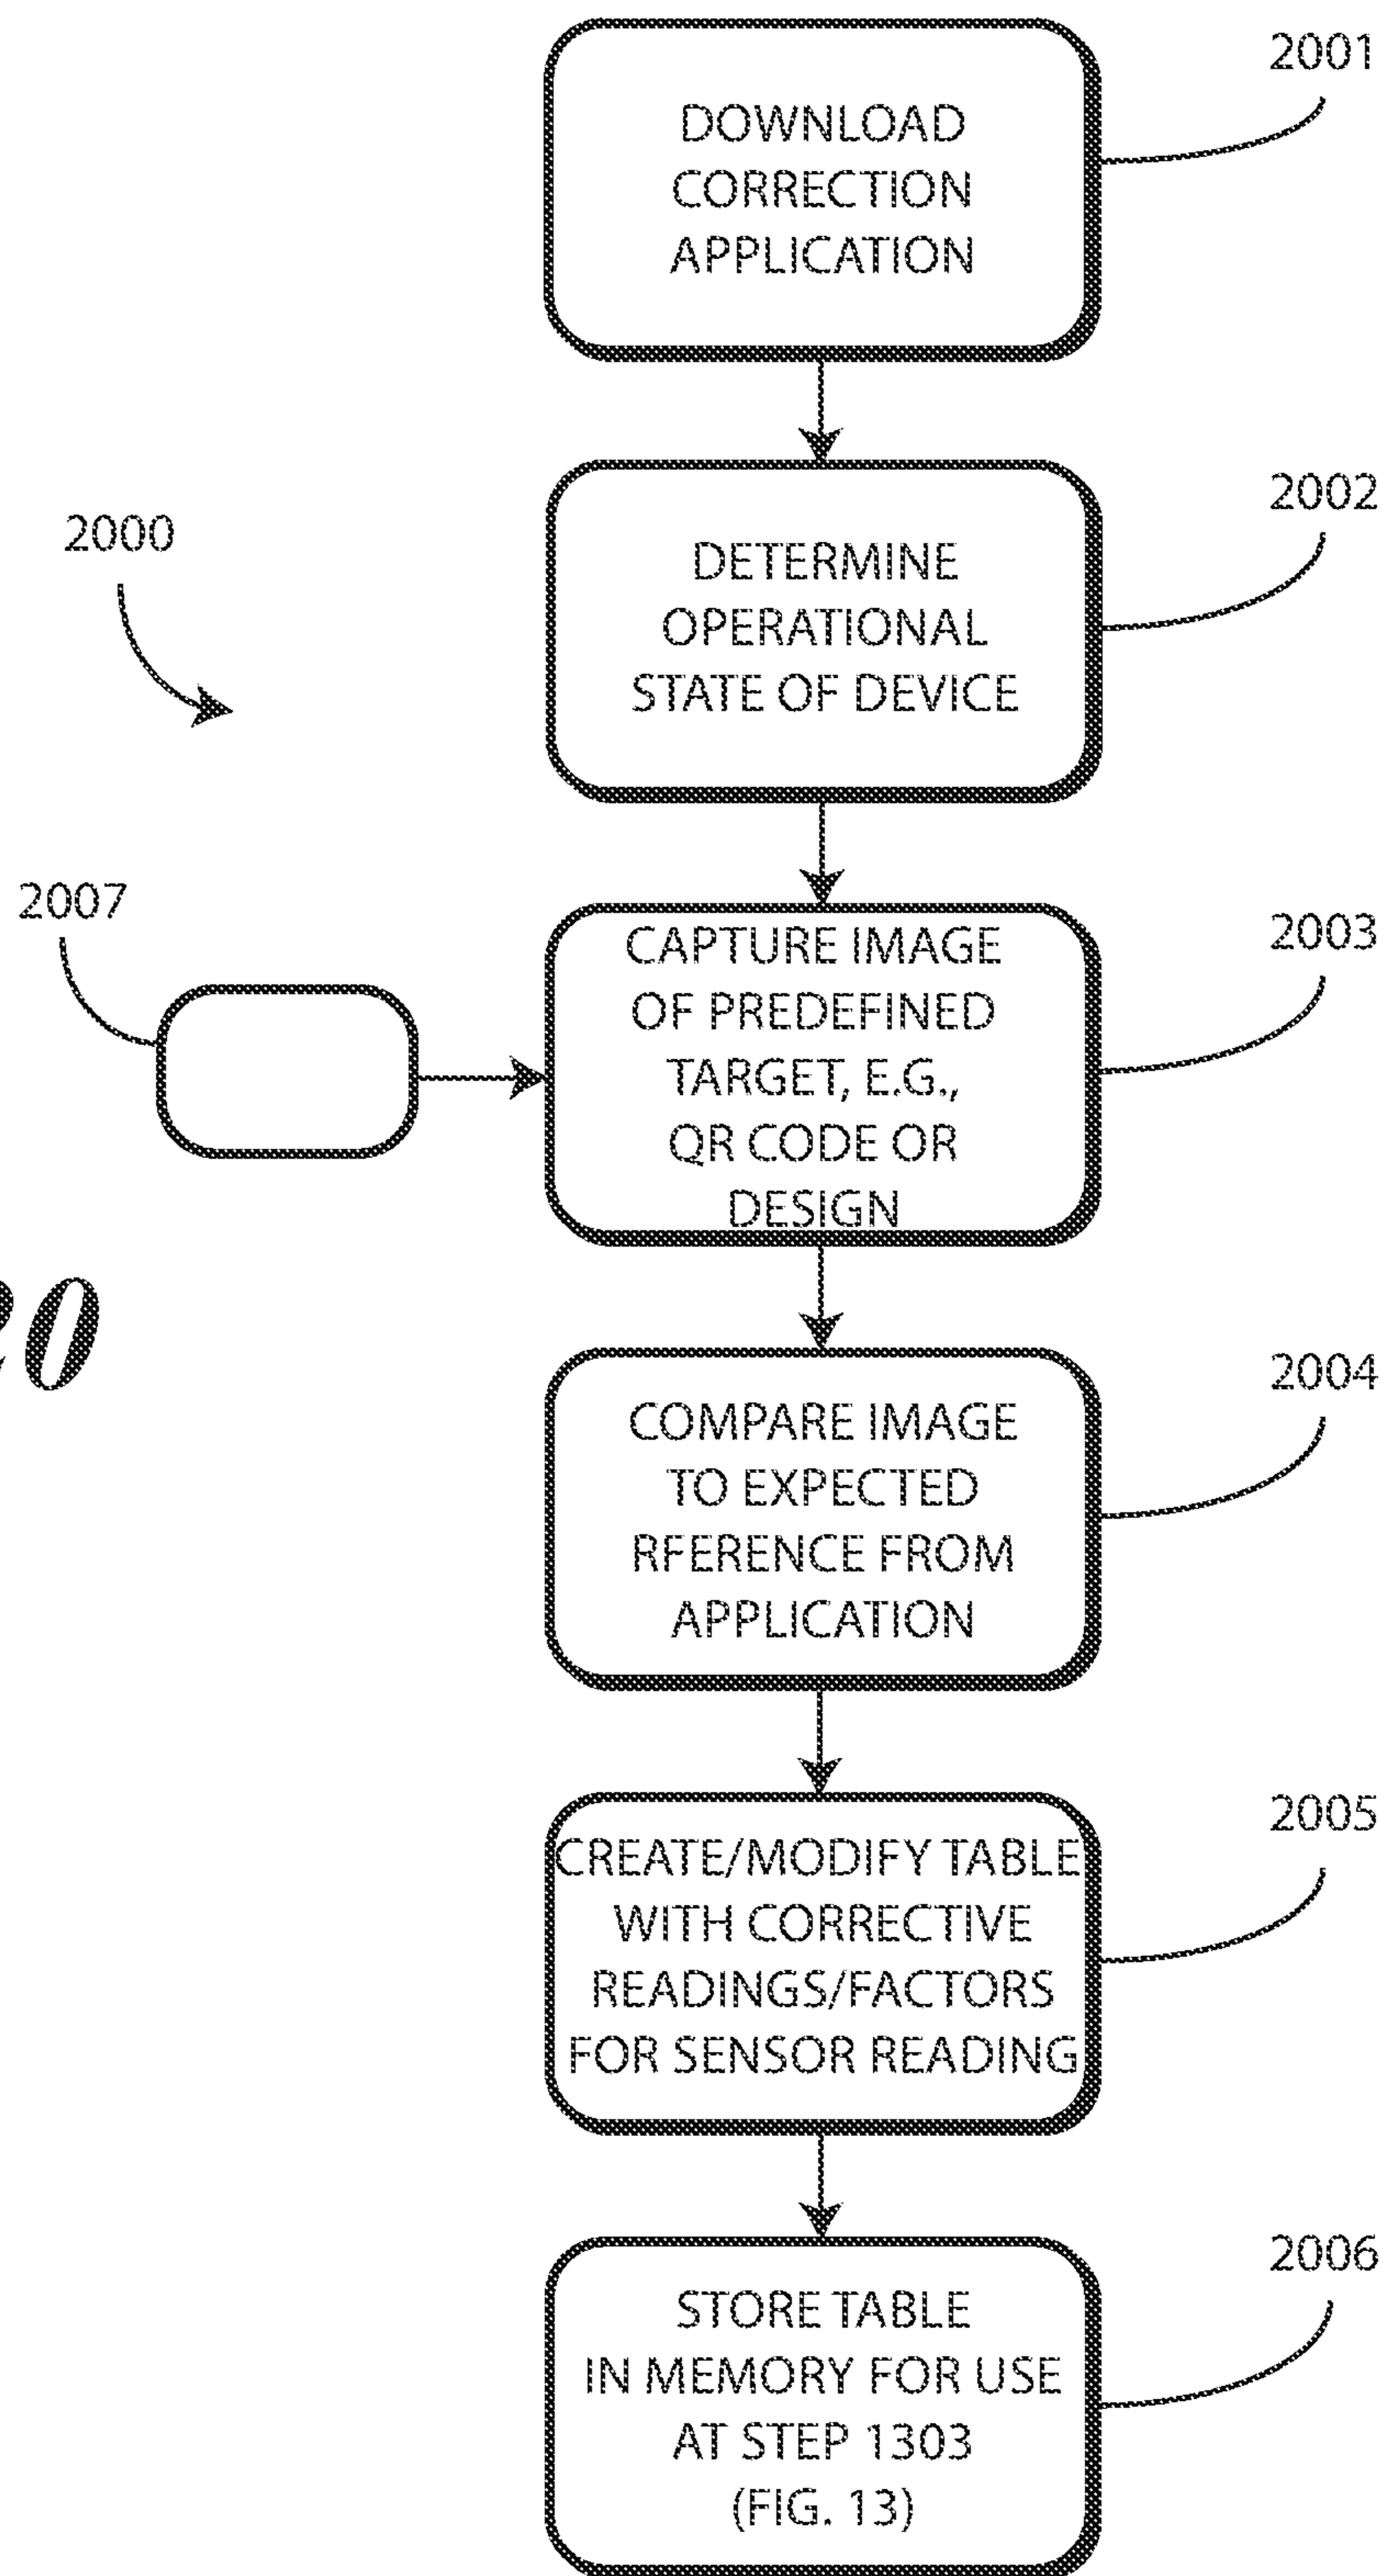 2001
DOWNLOAD
CORRECTION
APPLICATION
2002
2000
DETERMINE
OPERATIONAL
STATE OF DEVICE
2007
2003
CAPTURE IMAGE
OF PREDEFINED
TARGET, E.G.,
QR CODE OR
DESIGN
20
2004
COMPARE IMAGE
TO EXPECTED
RFERENCE FROM
APPLICATION
2005
CREATE/MODIFY TABLE
WITH CORRECTIVE
READINGS/FACTORS
FOR SENSOR READING
2006
STORE TABLE
IN MEMORY FOR USE
AT STEP 1303
(FIG. 13)